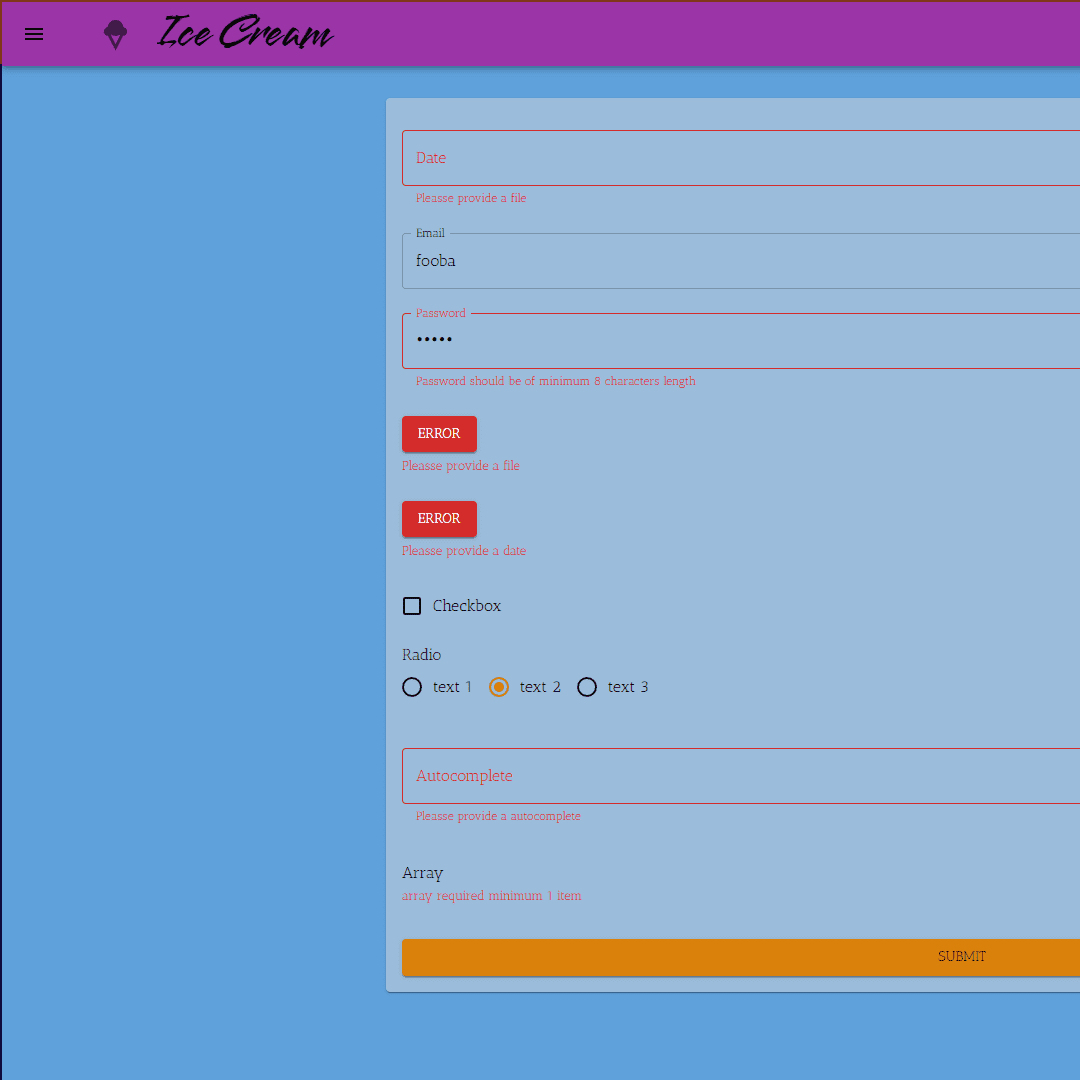 Ice Cream
Date
Pleasse provide a file
Email
fooba
Password
•••••
Password should be of minimum 8 characters length
ERROR
Pleasse provide a file
ERROR
Pleasse provide a date
Checkbox
Radio
text 1 text 2 text 3
Autocomplete
Pleasse provide a autocomplete
Array
array required minimum 1 item
SUBMIT